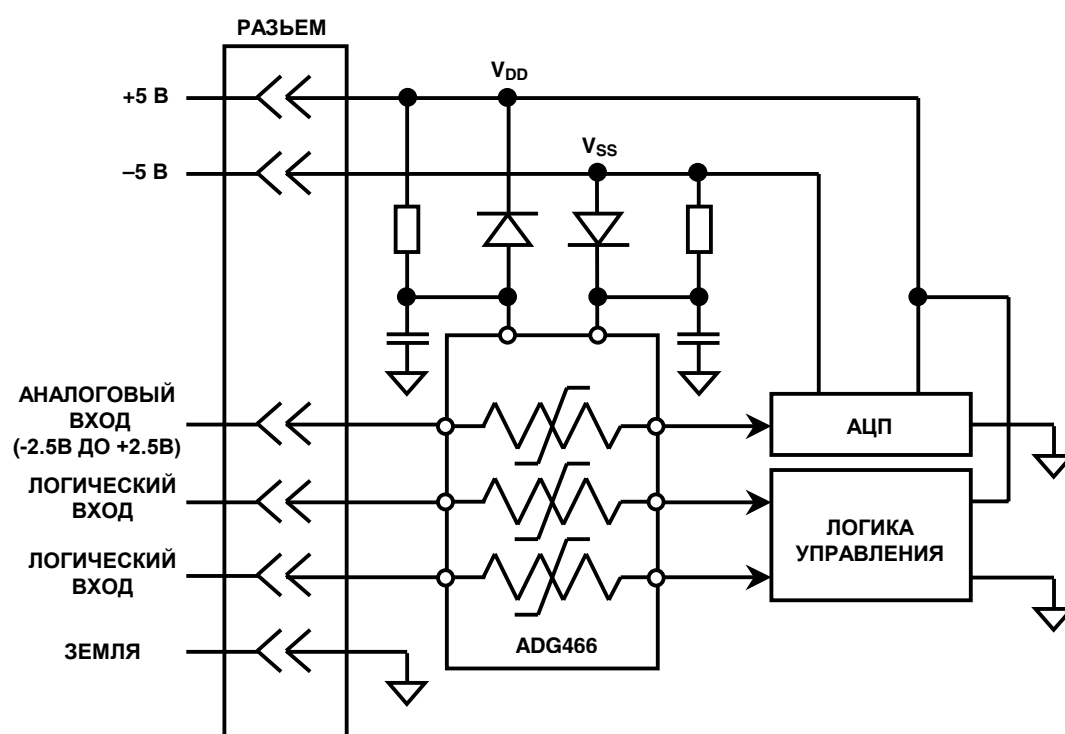 РАЗЬЕМ
+5 В
V_DD
–5 В
V_SS
АНАЛОГОВЫЙ
ВХОД
(-2.5В ДО +2.5В)
АЦП
ЛОГИЧЕСКИЙ
ВХОД
ЛОГИКА
УПРАВЛЕНИЯ
ЛОГИЧЕСКИЙ
ВХОД
ADG466
ЗЕМЛЯ